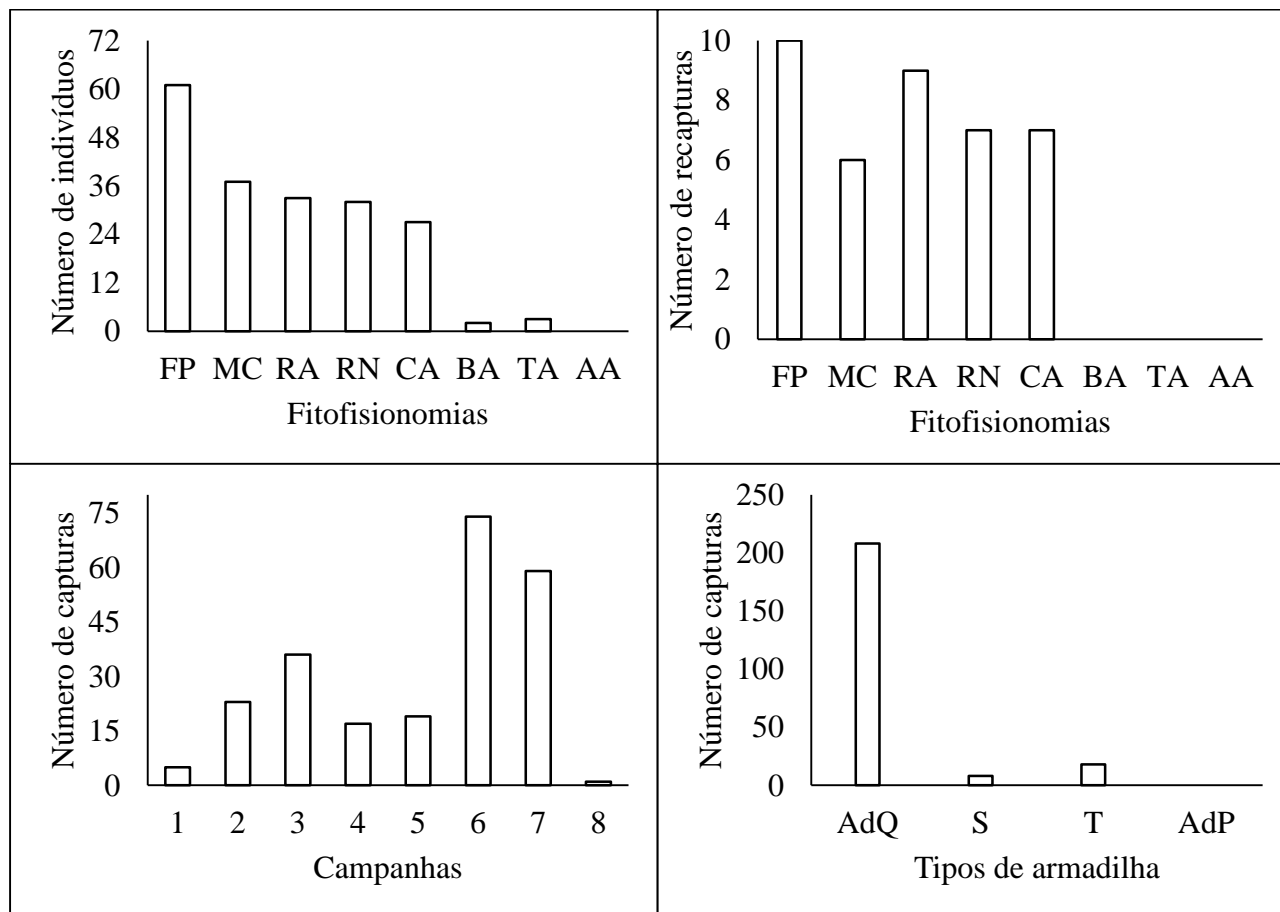 Número de indivíduos
72
60
48
36
24
12
0
FP MC RA RN CA BA TA AA
Fitofisionomias
Número de recapturas
10
8
6
4
2
0
FP MC RA RN CA BA TA AA
Fitofisionomias
Número de capturas
75
60
45
30
15
0
1 2 3 4 5 6 7 8
Campanhas
Número de capturas
250
200
150
100
50
0
AdQ S T AdP
Tipos de armadilha